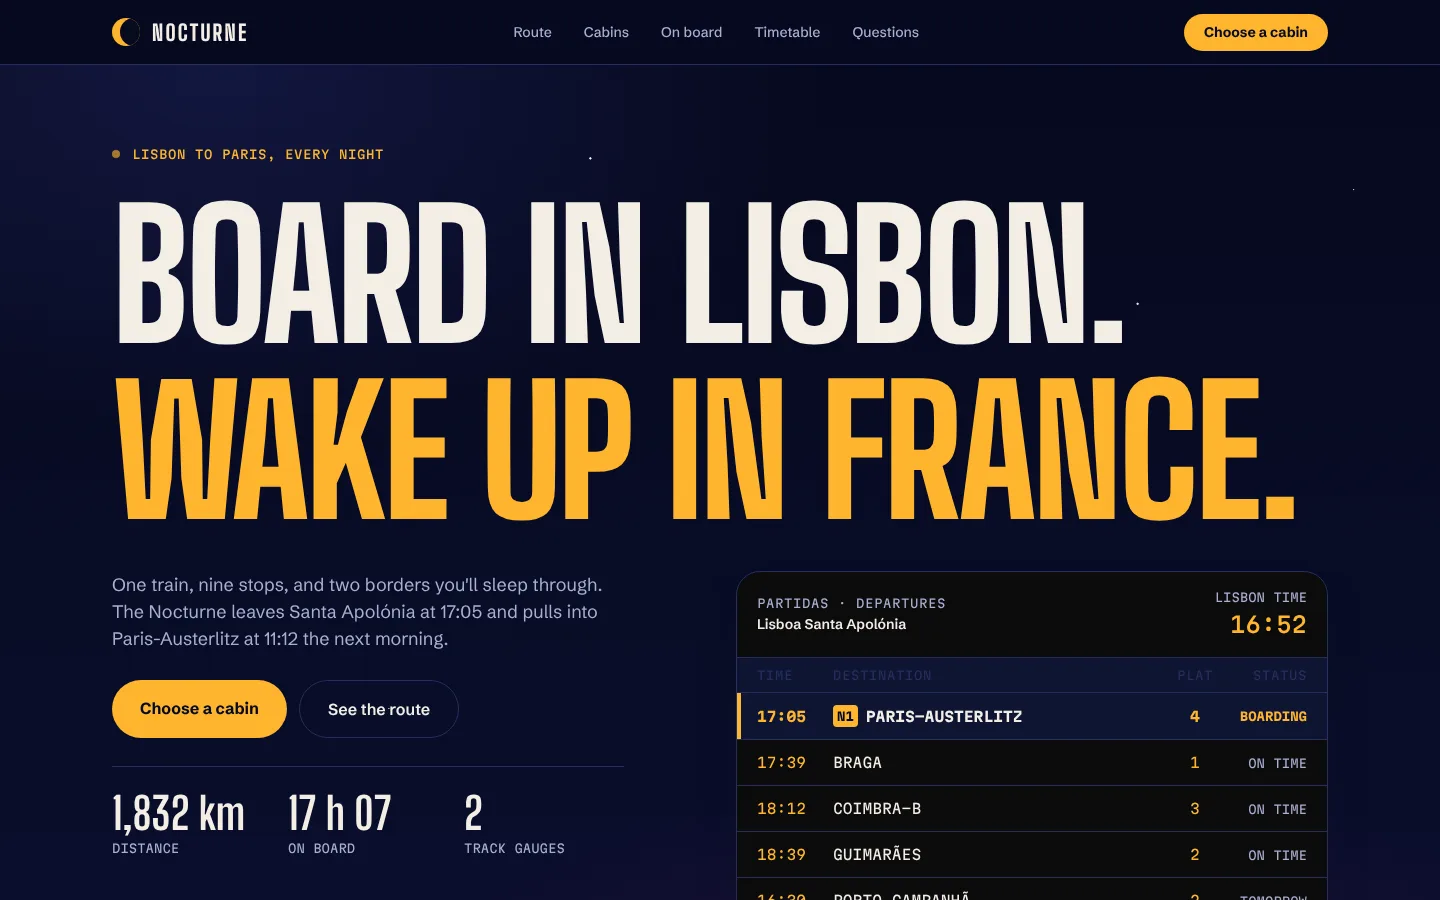 NOCTURNE
Route
Cabins
On board
Timetable
Questions
Choose a cabin
LISBON TO PARIS, EVERY NIGHT
BOARD IN LISBON.
WAKE UP IN FRANCE.
One train, nine stops, and two borders you'll sleep through.
The Nocturne leaves Santa Apolónia at 17:05 and pulls into
Paris-Austerlitz at 11:12 the next morning.
Choose a cabin
See the route
1,832 km
DISTANCE
17 h 07
ON BOARD
2
TRACK GAUGES
PARTIDAS · DEPARTURES
Lisboa Santa Apolónia
LISBON TIME
16:52
TIME DESTINATION PLAT STATUS
17:05 N1 PARIS-AUSTERLITZ 4 BOARDING
17:39 BRAGA 1 ON TIME
18:12 COIMBRA-B 3 ON TIME
18:39 GUIMARÃES 2 ON TIME
PORTO CAMPANHÃ TOMORROW